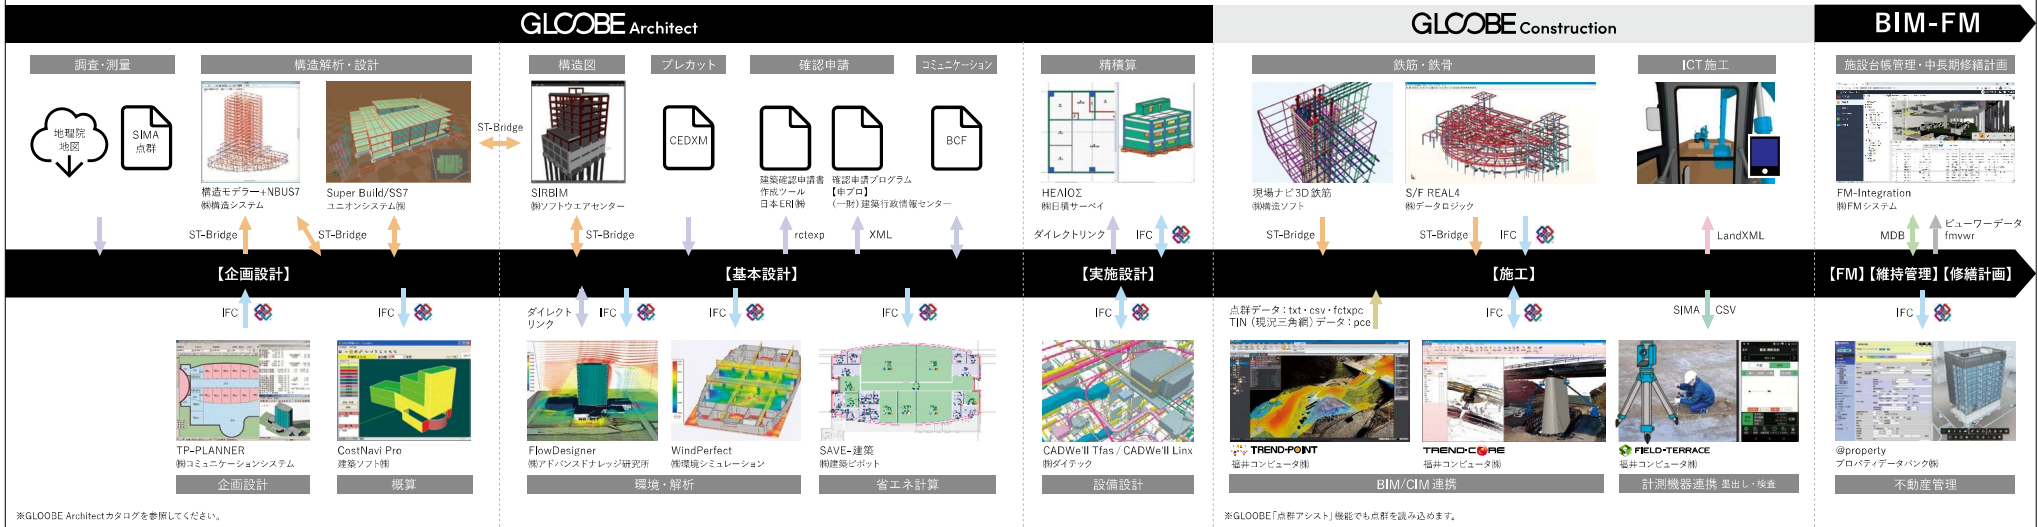 GLOOBE Architect
GLOOBE Construction
BIM-FM
調査・測量
構造解析・設計
構造図
プレカット
確認申請
コミュニケーション
精積算
鉄筋・鉄骨
ICT施工
施設台帳管理・中長期修繕計画
地理院
地図
SIMA
点群
ST-Bridge
CEDXM
BCF
構造モデラー+NBUS7
㈱構造システム
Super Build/SS7
ユニオンシステム㈱
SIRBIM
㈱ソフトウエアセンター
建築確認申請書
作成ツール
日本ERI㈱
確認申請プログラム
【申プロ】
(一財)建築行政情報センター
HEΛIOΣ
㈱日積サーベイ
現場ナビ3D鉄筋
㈱構造ソフト
S/F REAL4
㈱データロジック
FM-Integration
㈱FMシステム
ST-Bridge
ST-Bridge
ST-Bridge
rctexp
XML
ダイレクトリンク
IFC
ST-Bridge
ST-Bridge
IFC
LandXML
MDB
ビューワーデータ
fmvwr
【企画設計】
【基本設計】
【実施設計】
【施工】
【FM】【維持管理】【修繕計画】
IFC
IFC
ダイレクト
リンク
IFC
IFC
IFC
IFC
点群データ:txt・csv・fctxpc
TIN(現況三角網)データ:pce
IFC
SIMA
CSV
IFC
TP-PLANNER
㈱コミュニケーションシステム
CostNavi Pro
建築ソフト㈱
FlowDesigner
㈱アドバンスドナレッジ研究所
WindPerfect
㈱環境シミュレーション
SAVE-建築
㈱建築ピボット
CADWe'll Tfas / CADWe'll Linx
㈱ダイテック
TREND-POINT
福井コンピュータ㈱
TREND-CORE
福井コンピュータ㈱
FIELD-TERRACE
福井コンピュータ㈱
@property
プロパティデータバンク㈱
企画設計
概算
環境・解析
省エネ計算
設備設計
BIM/CIM連携
計測機器連携 墨出し・検査
不動産管理
※GLOOBE Architectカタログを参照してください。
※GLOOBE「点群アシスト」機能でも点群を読み込めます。